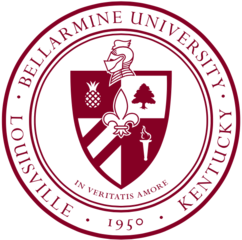 · BELLARMINE UNIVERSITY ·
LOUISVILLE · 1950 · KENTUCKY
IN VERITATIS AMORE